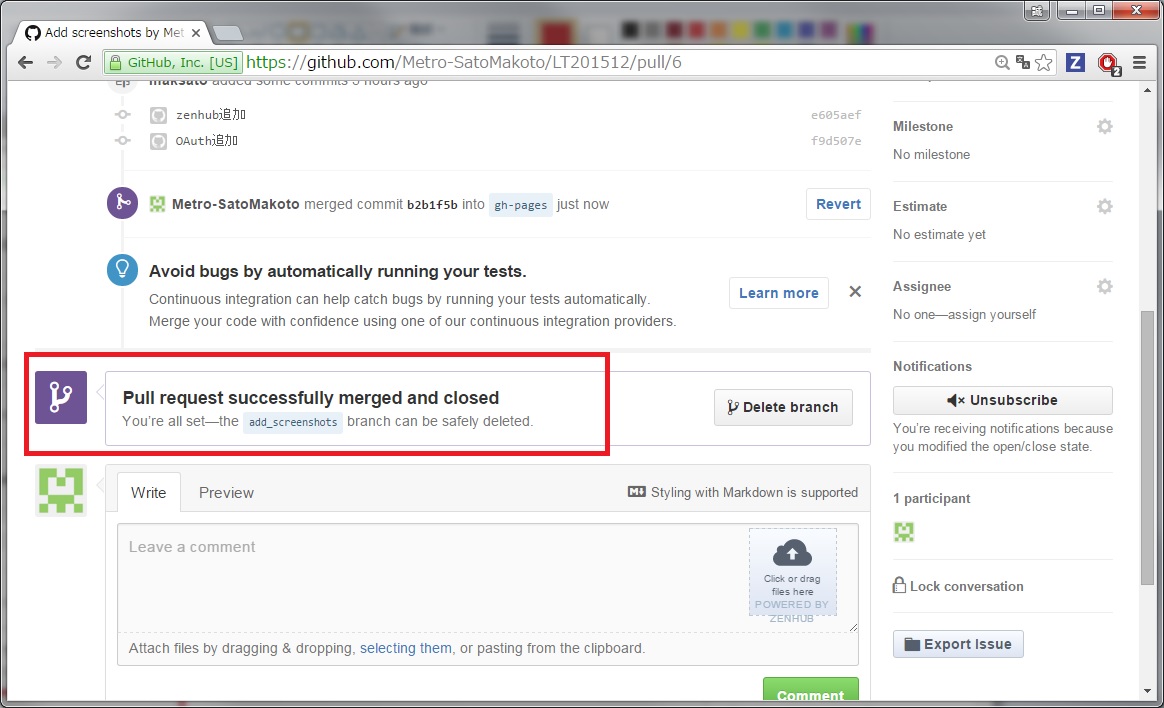 Add screenshots by Met
GitHub, Inc. [US] https://github.com/Metro-SatoMakoto/LT201512/pull/6
Z
2
maksato added some commits 5 hours ago
zenhub追加 e605aef
OAuth追加 f9d507e
Metro-SatoMakoto merged commit b2b1f5b into gh-pages just now
Revert
Avoid bugs by automatically running your tests.
Continuous integration can help catch bugs by running your tests automatically.
Merge your code with confidence using one of our continuous integration providers.
Learn more
Pull request successfully merged and closed
You're all set—the add_screenshots branch can be safely deleted.
Delete branch
Write
Preview
Styling with Markdown is supported
Leave a comment
Click or drag
files here
POWERED BY
ZENHUB
Attach files by dragging & dropping, selecting them, or pasting from the clipboard.
Comment
Milestone
No milestone
Estimate
No estimate yet
Assignee
No one—assign yourself
Notifications
Unsubscribe
You're receiving notifications because
you modified the open/close state.
1 participant
Lock conversation
Export Issue